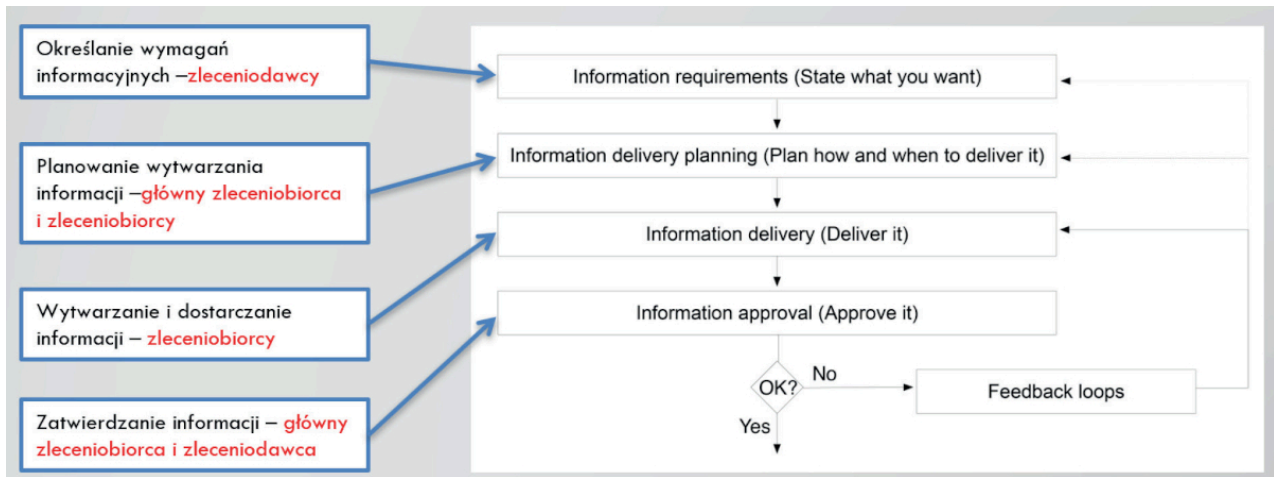 Określanie wymagań
informacyjnych –zleceniodawcy
Planowanie wytwarzania
informacji –główny zleceniobiorca
i zleceniobiorcy
Wytwarzanie i dostarczanie
informacji – zleceniobiorcy
Zatwierdzanie informacji – główny
zleceniobiorca i zleceniodawca
Information requirements (State what you want)
Information delivery planning (Plan how and when to deliver it)
Information delivery (Deliver it)
Information approval (Approve it)
OK?
No
Feedback loops
Yes